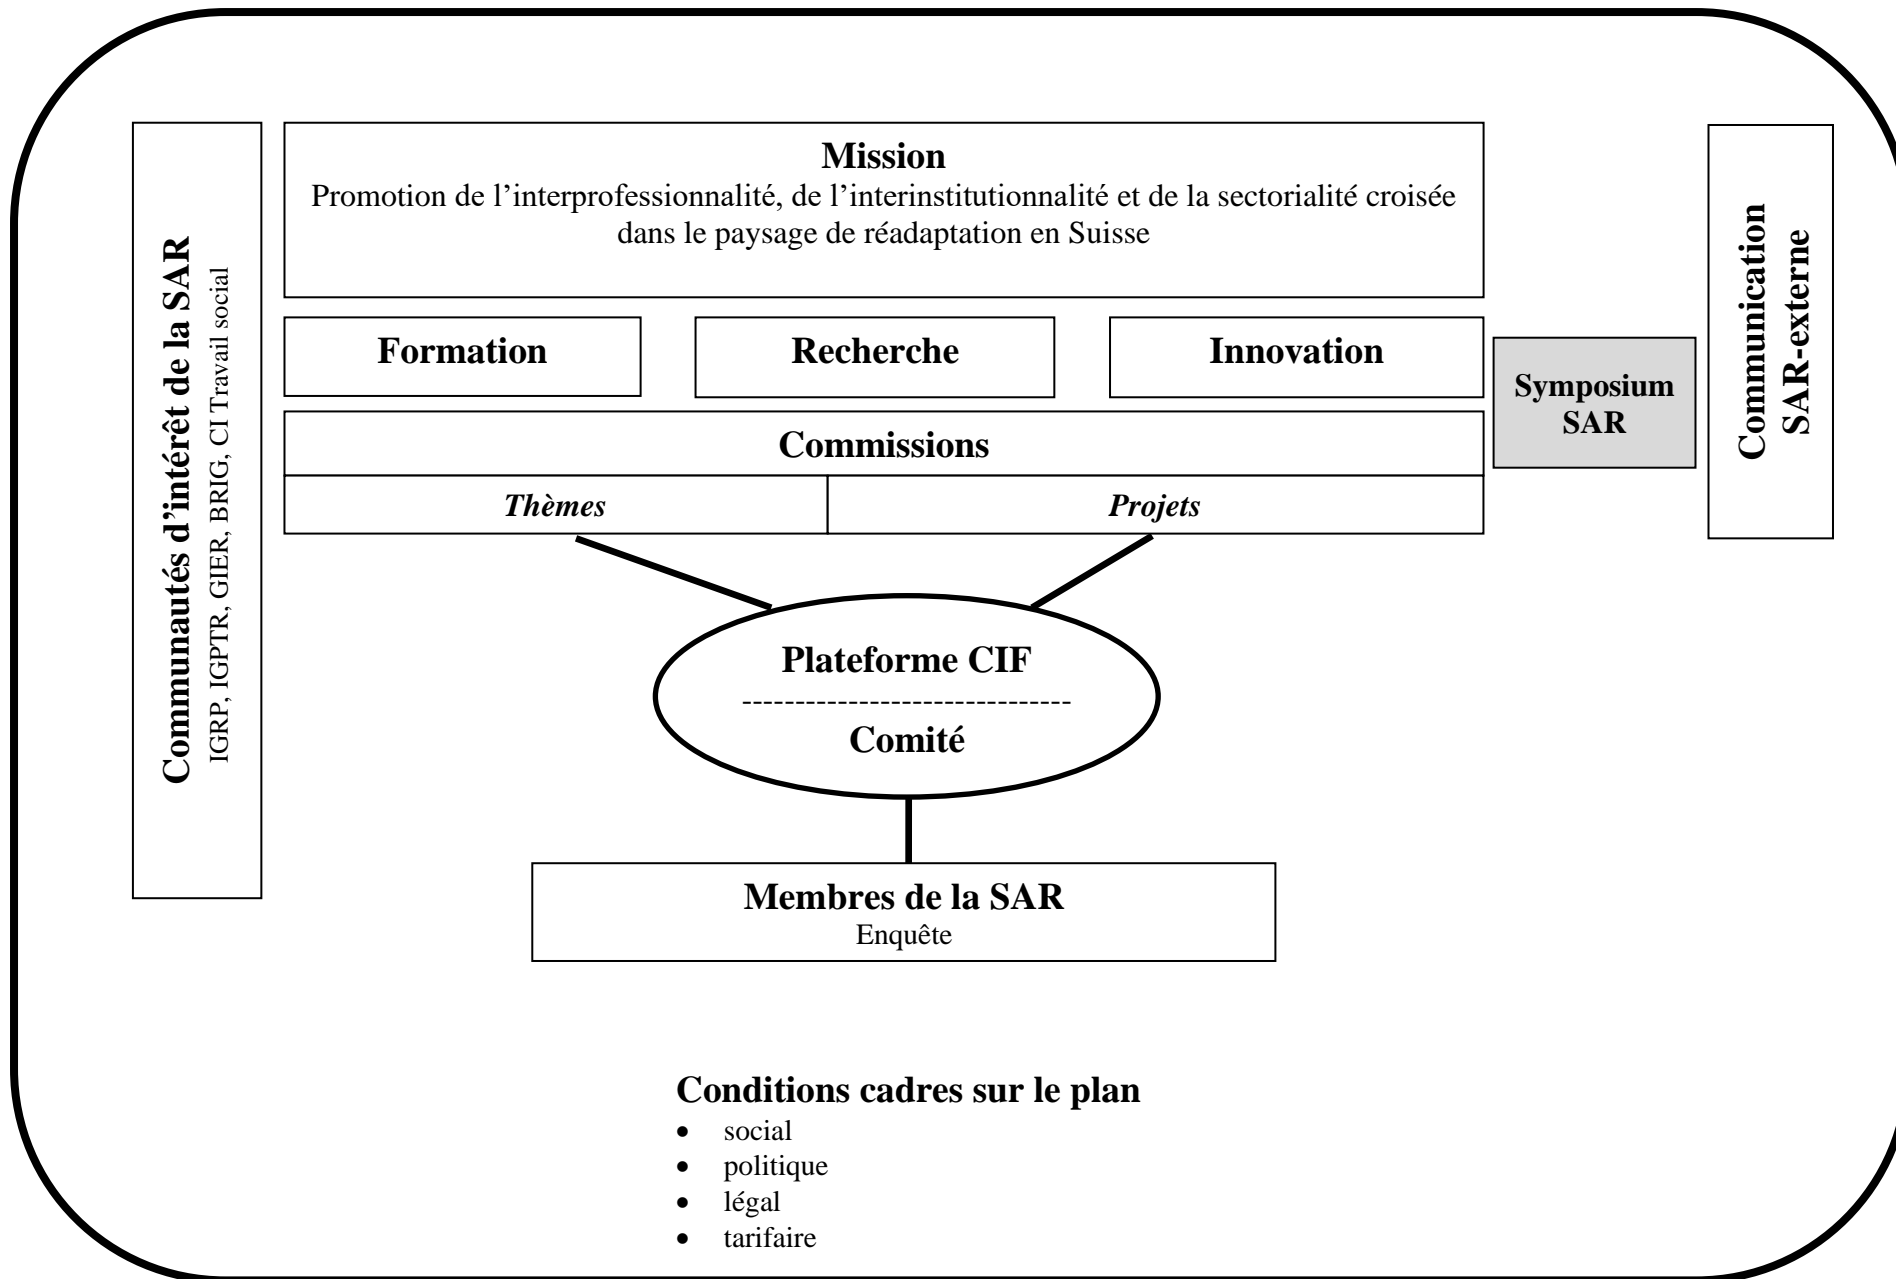 Communautés d'intérêt de la SAR
IGRP, IGPTR, GIER, BRIG, CI Travail social
Mission
Promotion de l’interprofessionnalité, de l’interinstitutionnalité et de la sectorialité croisée
dans le paysage de réadaptation en Suisse
Formation
Recherche
Innovation
Commissions
Thèmes
Projets
Symposium
SAR
Communication
SAR-externe
Plateforme CIF
-------------------------------
Comité
Membres de la SAR
Enquête
Conditions cadres sur le plan
• social
• politique
• légal
• tarifaire